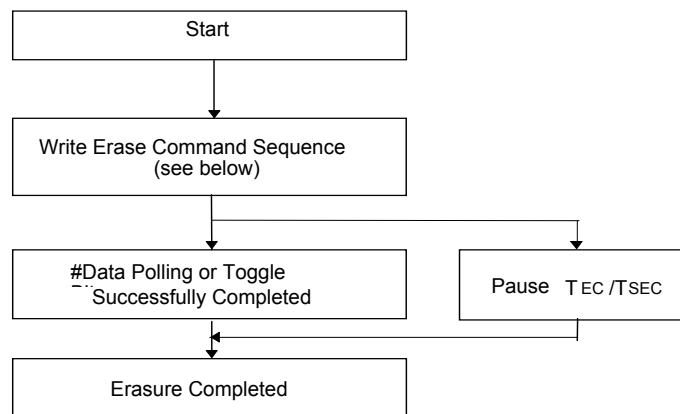 Start
Write Erase Command Sequence
(see below)
#Data Polling or Toggle
Successfully Completed
Pause TEC /TSEC
Erasure Completed